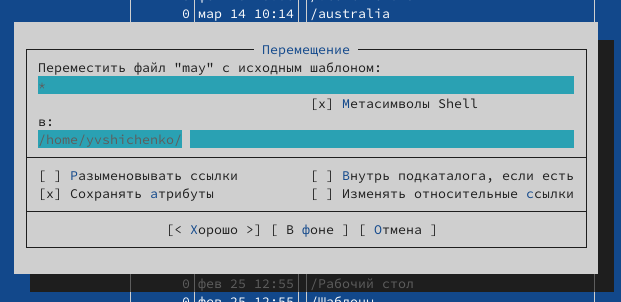 0 мар 14 10:14 /australia
Перемещение
Переместить файл "may" с исходным шаблоном:
*
[x] Метасимволы Shell
в:
/home/yvshichenko/
[ ] Разыменовывать ссылки [ ] Внутрь подкаталога, если есть
[x] Сохранять атрибуты [ ] Изменять относительные ссылки
[< Хорошо >] [ В фоне ] [ Отмена ]
0 фев 25 12:55 /Рабочий стол
0 фев 25 12:55 /Шаблоны